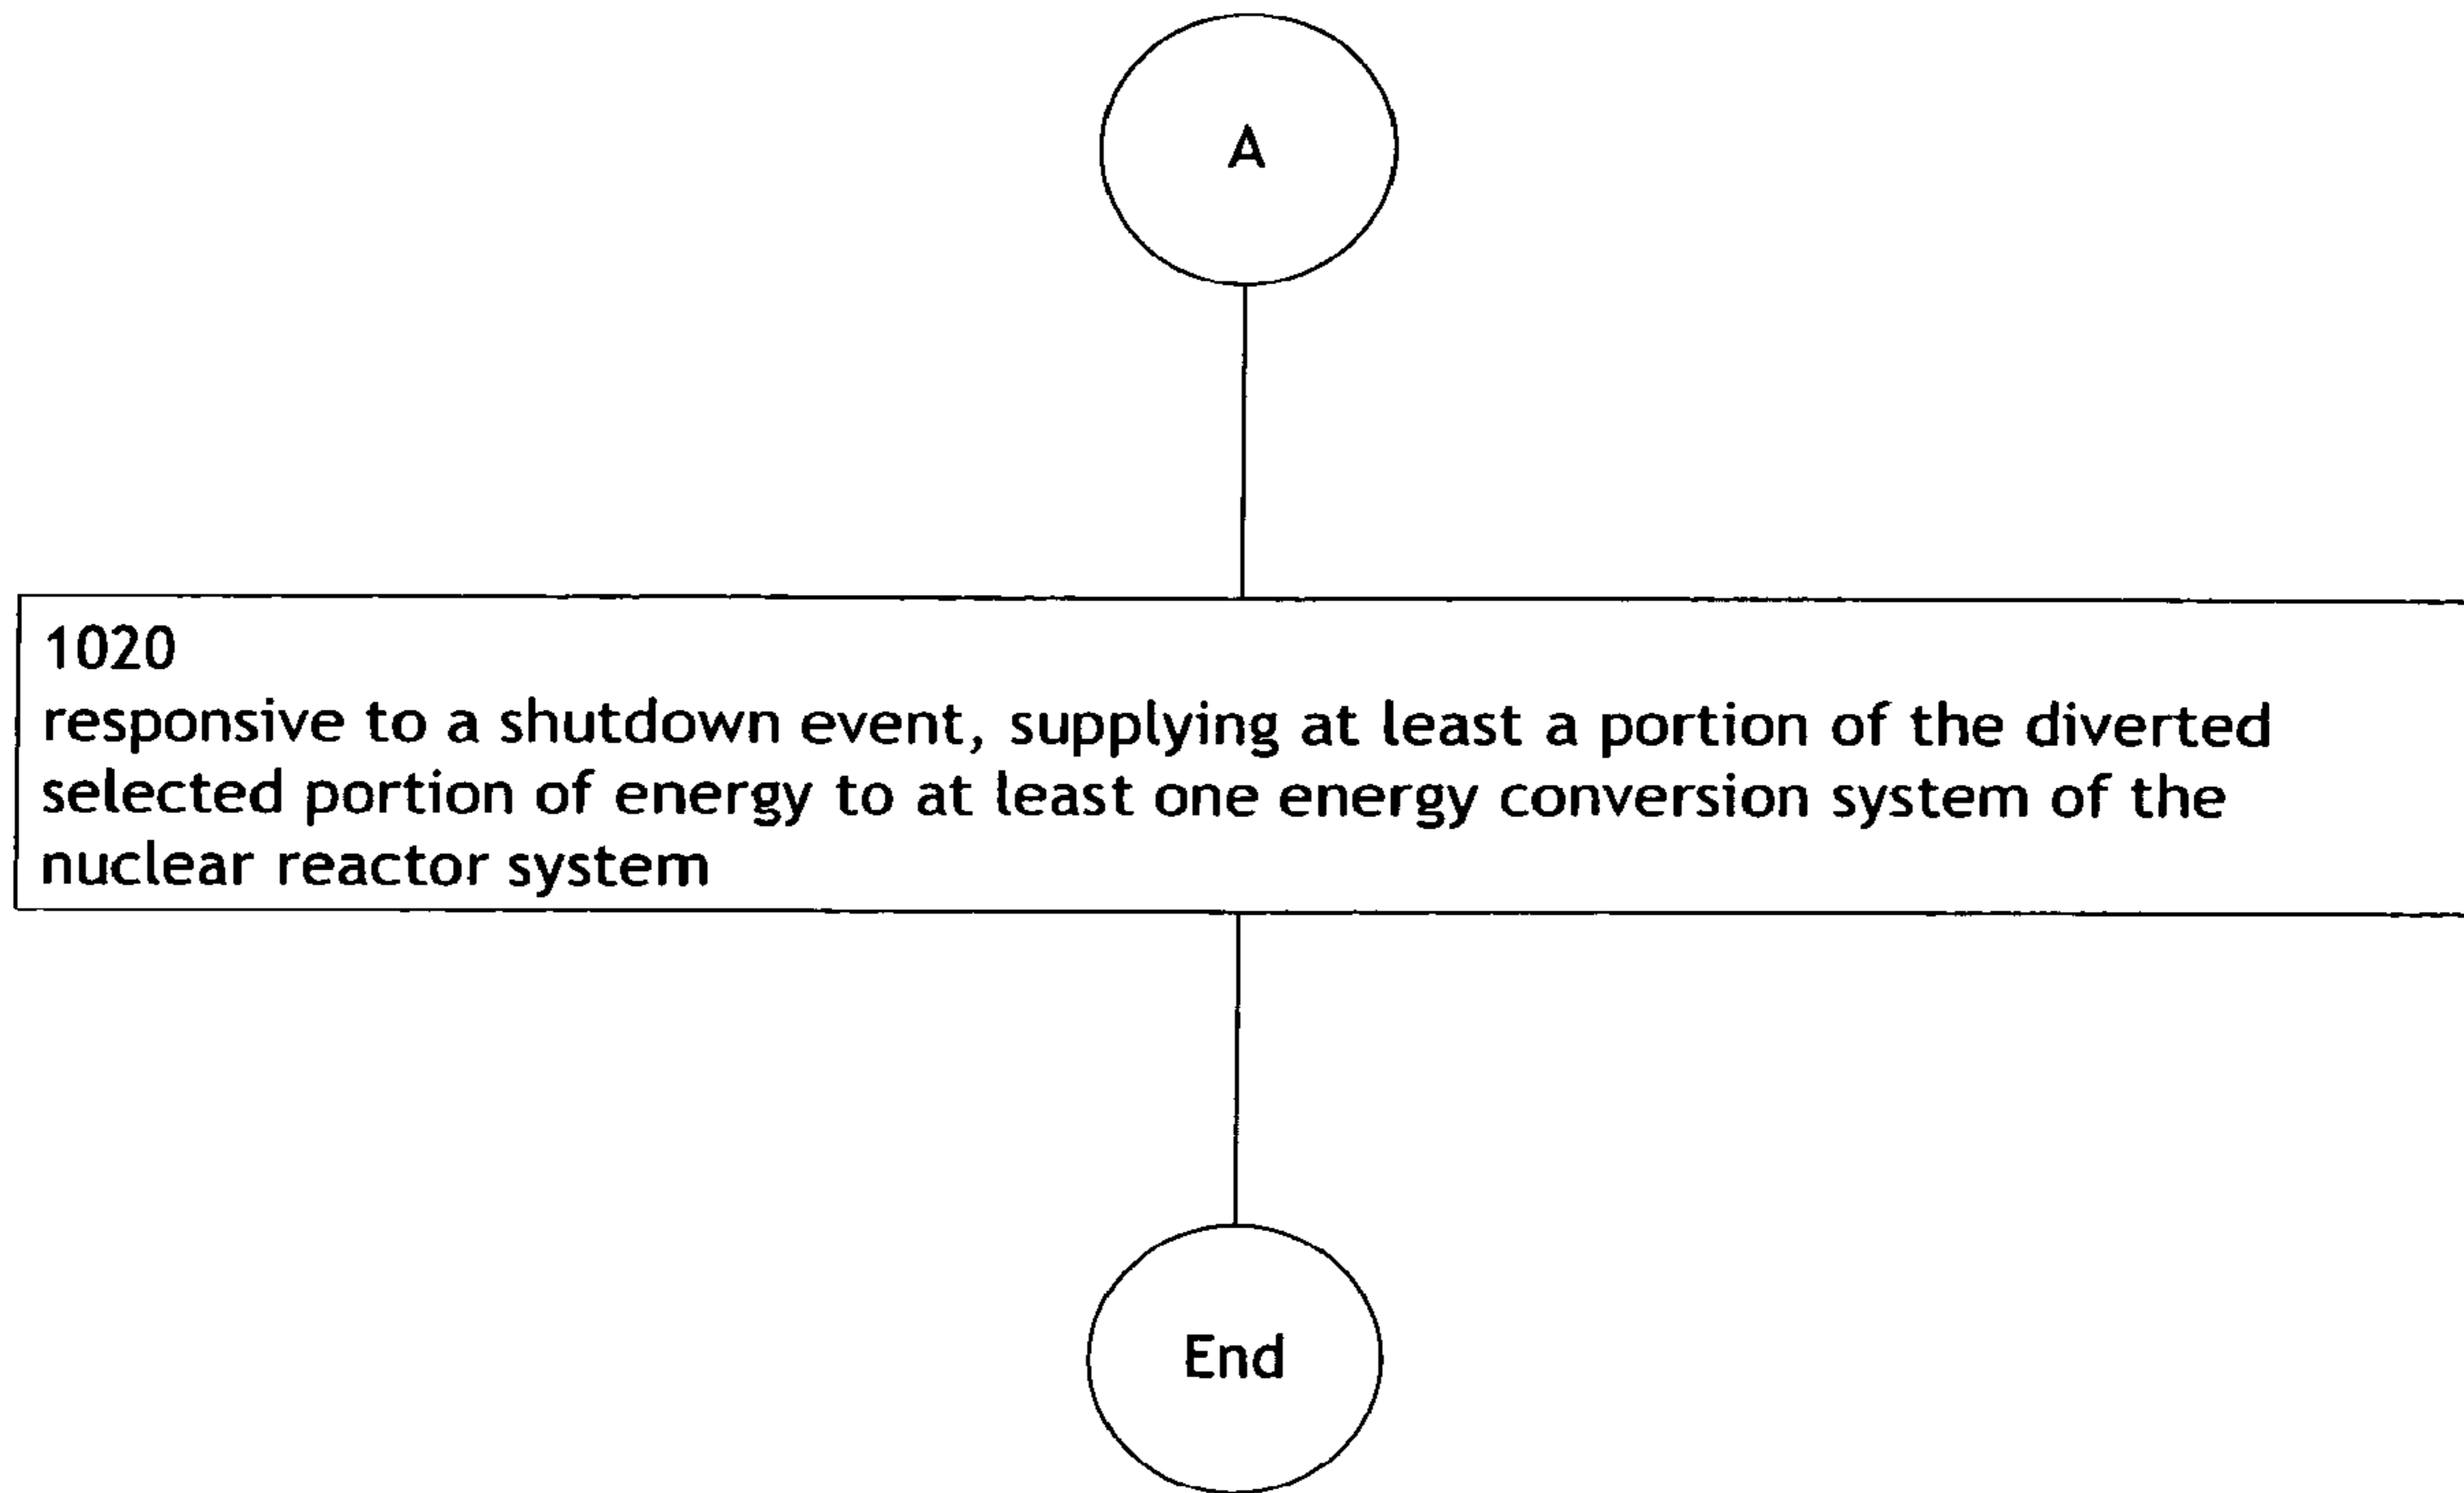 A
1020
responsive to a shutdown event, supplying at least a portion of the diverted
selected portion of energy to at least one energy conversion system of the
nuclear reactor system
End